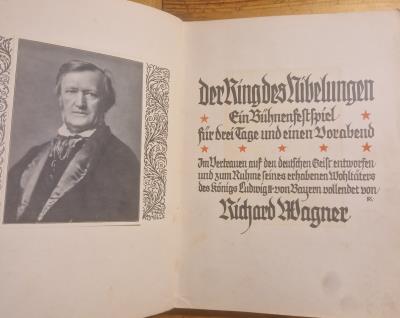 der Ring des Nibelungen
Ein Bühnenfestspiel
für drei Tage und einen Vorabend
Im Vertrauen auf den deutschen Geist entworfen
und zum Ruhme seines erhabenen Wohltäters
des Königs Ludwig II. von Bayern vollendet von
Richard Wagner